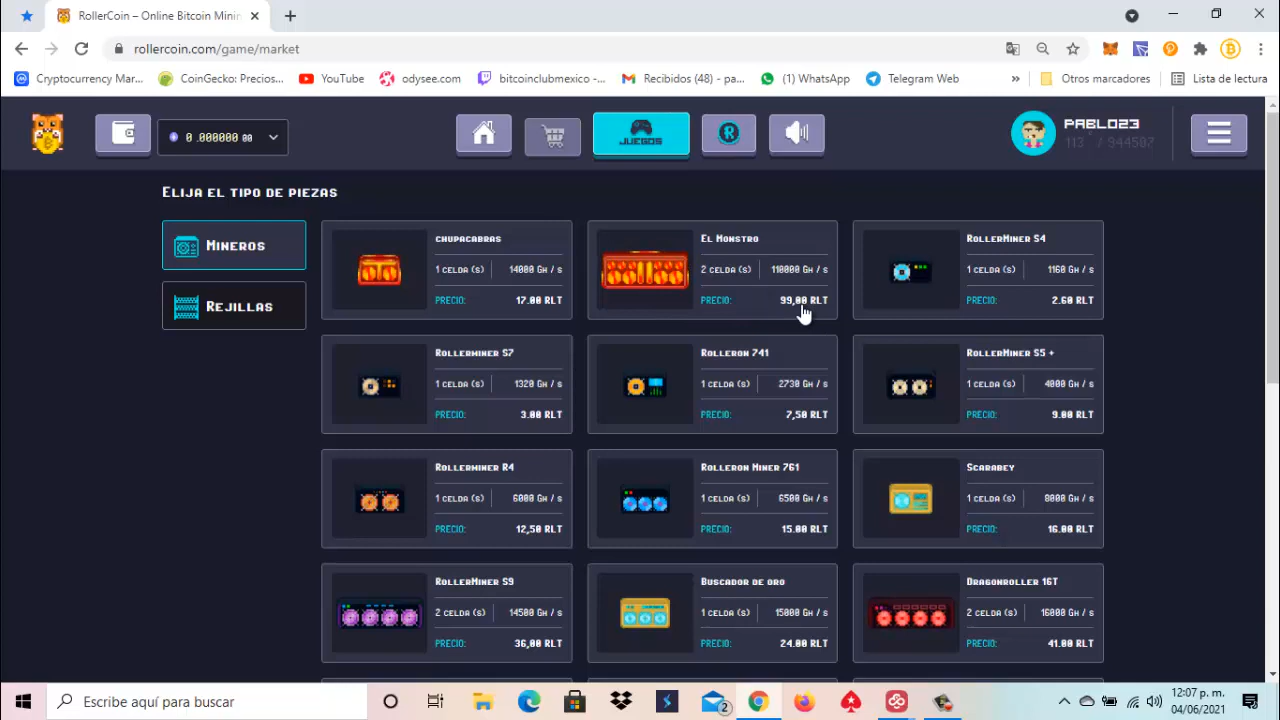 RollerCoin – Online Bitcoin Minin
rollercoin.com/game/market
Cryptocurrency Mar...
CoinGecko: Precios...
YouTube
odysee.com
bitcoinclubmexico -...
Recibidos (48) - pa...
(1) WhatsApp
Telegram Web
»
Otros marcadores
Lista de lectura
0.00000000
JUEGOS
PABLO23
113 / 944507
ELIJA EL TIPO DE PIEZAS
MINEROS
REJILLAS
CHUPACABRAS
1 CELDA (S) 14000 GH / S
PRECIO: 17.00 RLT
EL MONSTRO
2 CELDA (S) 110000 GH / S
PRECIO: 99,00 RLT
ROLLERMINER S4
1 CELDA (S) 1160 GH / S
PRECIO: 2.60 RLT
ROLLERMINER S7
1 CELDA (S) 1320 GH / S
PRECIO: 3.00 RLT
ROLLERON 741
1 CELDA (S) 2730 GH / S
PRECIO: 7,50 RLT
ROLLERMINER S5 +
1 CELDA (S) 4000 GH / S
PRECIO: 9.00 RLT
ROLLERMINER R4
1 CELDA (S) 6000 GH / S
PRECIO: 12,50 RLT
ROLLERON MINER 761
1 CELDA (S) 6500 GH / S
PRECIO: 15.00 RLT
SCARABEY
1 CELDA (S) 8000 GH / S
PRECIO: 16.00 RLT
ROLLERMINER S9
2 CELDA (S) 14500 GH / S
PRECIO: 36,00 RLT
BUSCADOR DE ORO
1 CELDA (S) 15000 GH / S
PRECIO: 24.00 RLT
DRAGONROLLER 16T
2 CELDA (S) 16000 GH / S
PRECIO: 41.00 RLT
Escribe aquí para buscar
2
12:07 p. m.
04/06/2021